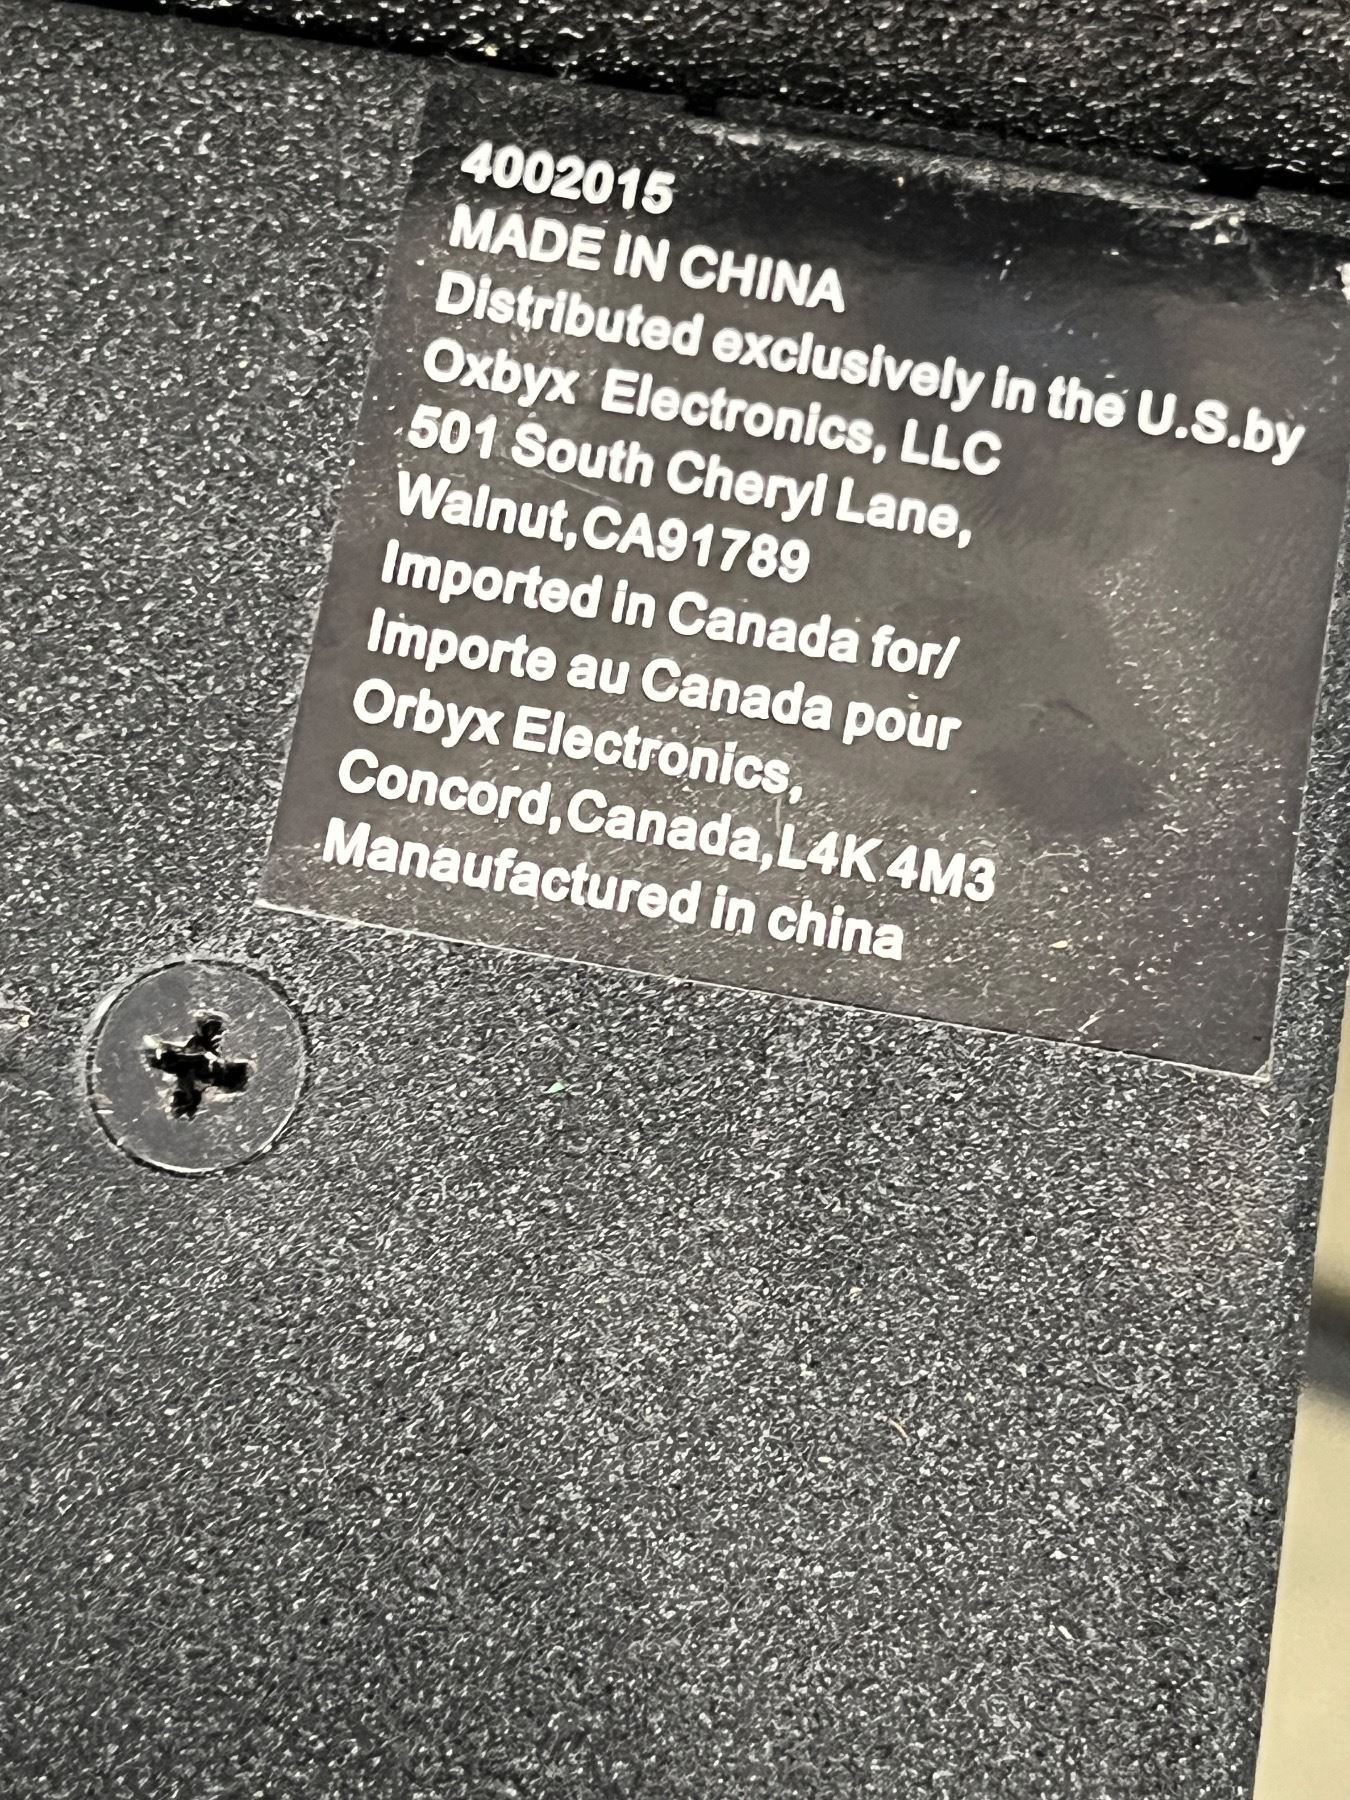 4002015
MADE IN CHINA
Distributed exclusively in the U.S.by
Oxbyx Electronics, LLC
501 South Cheryl Lane,
Walnut,CA91789
Imported in Canada for/
Importe au Canada pour
Orbyx Electronics,
Concord,Canada,L4K 4M3
Manaufactured in china